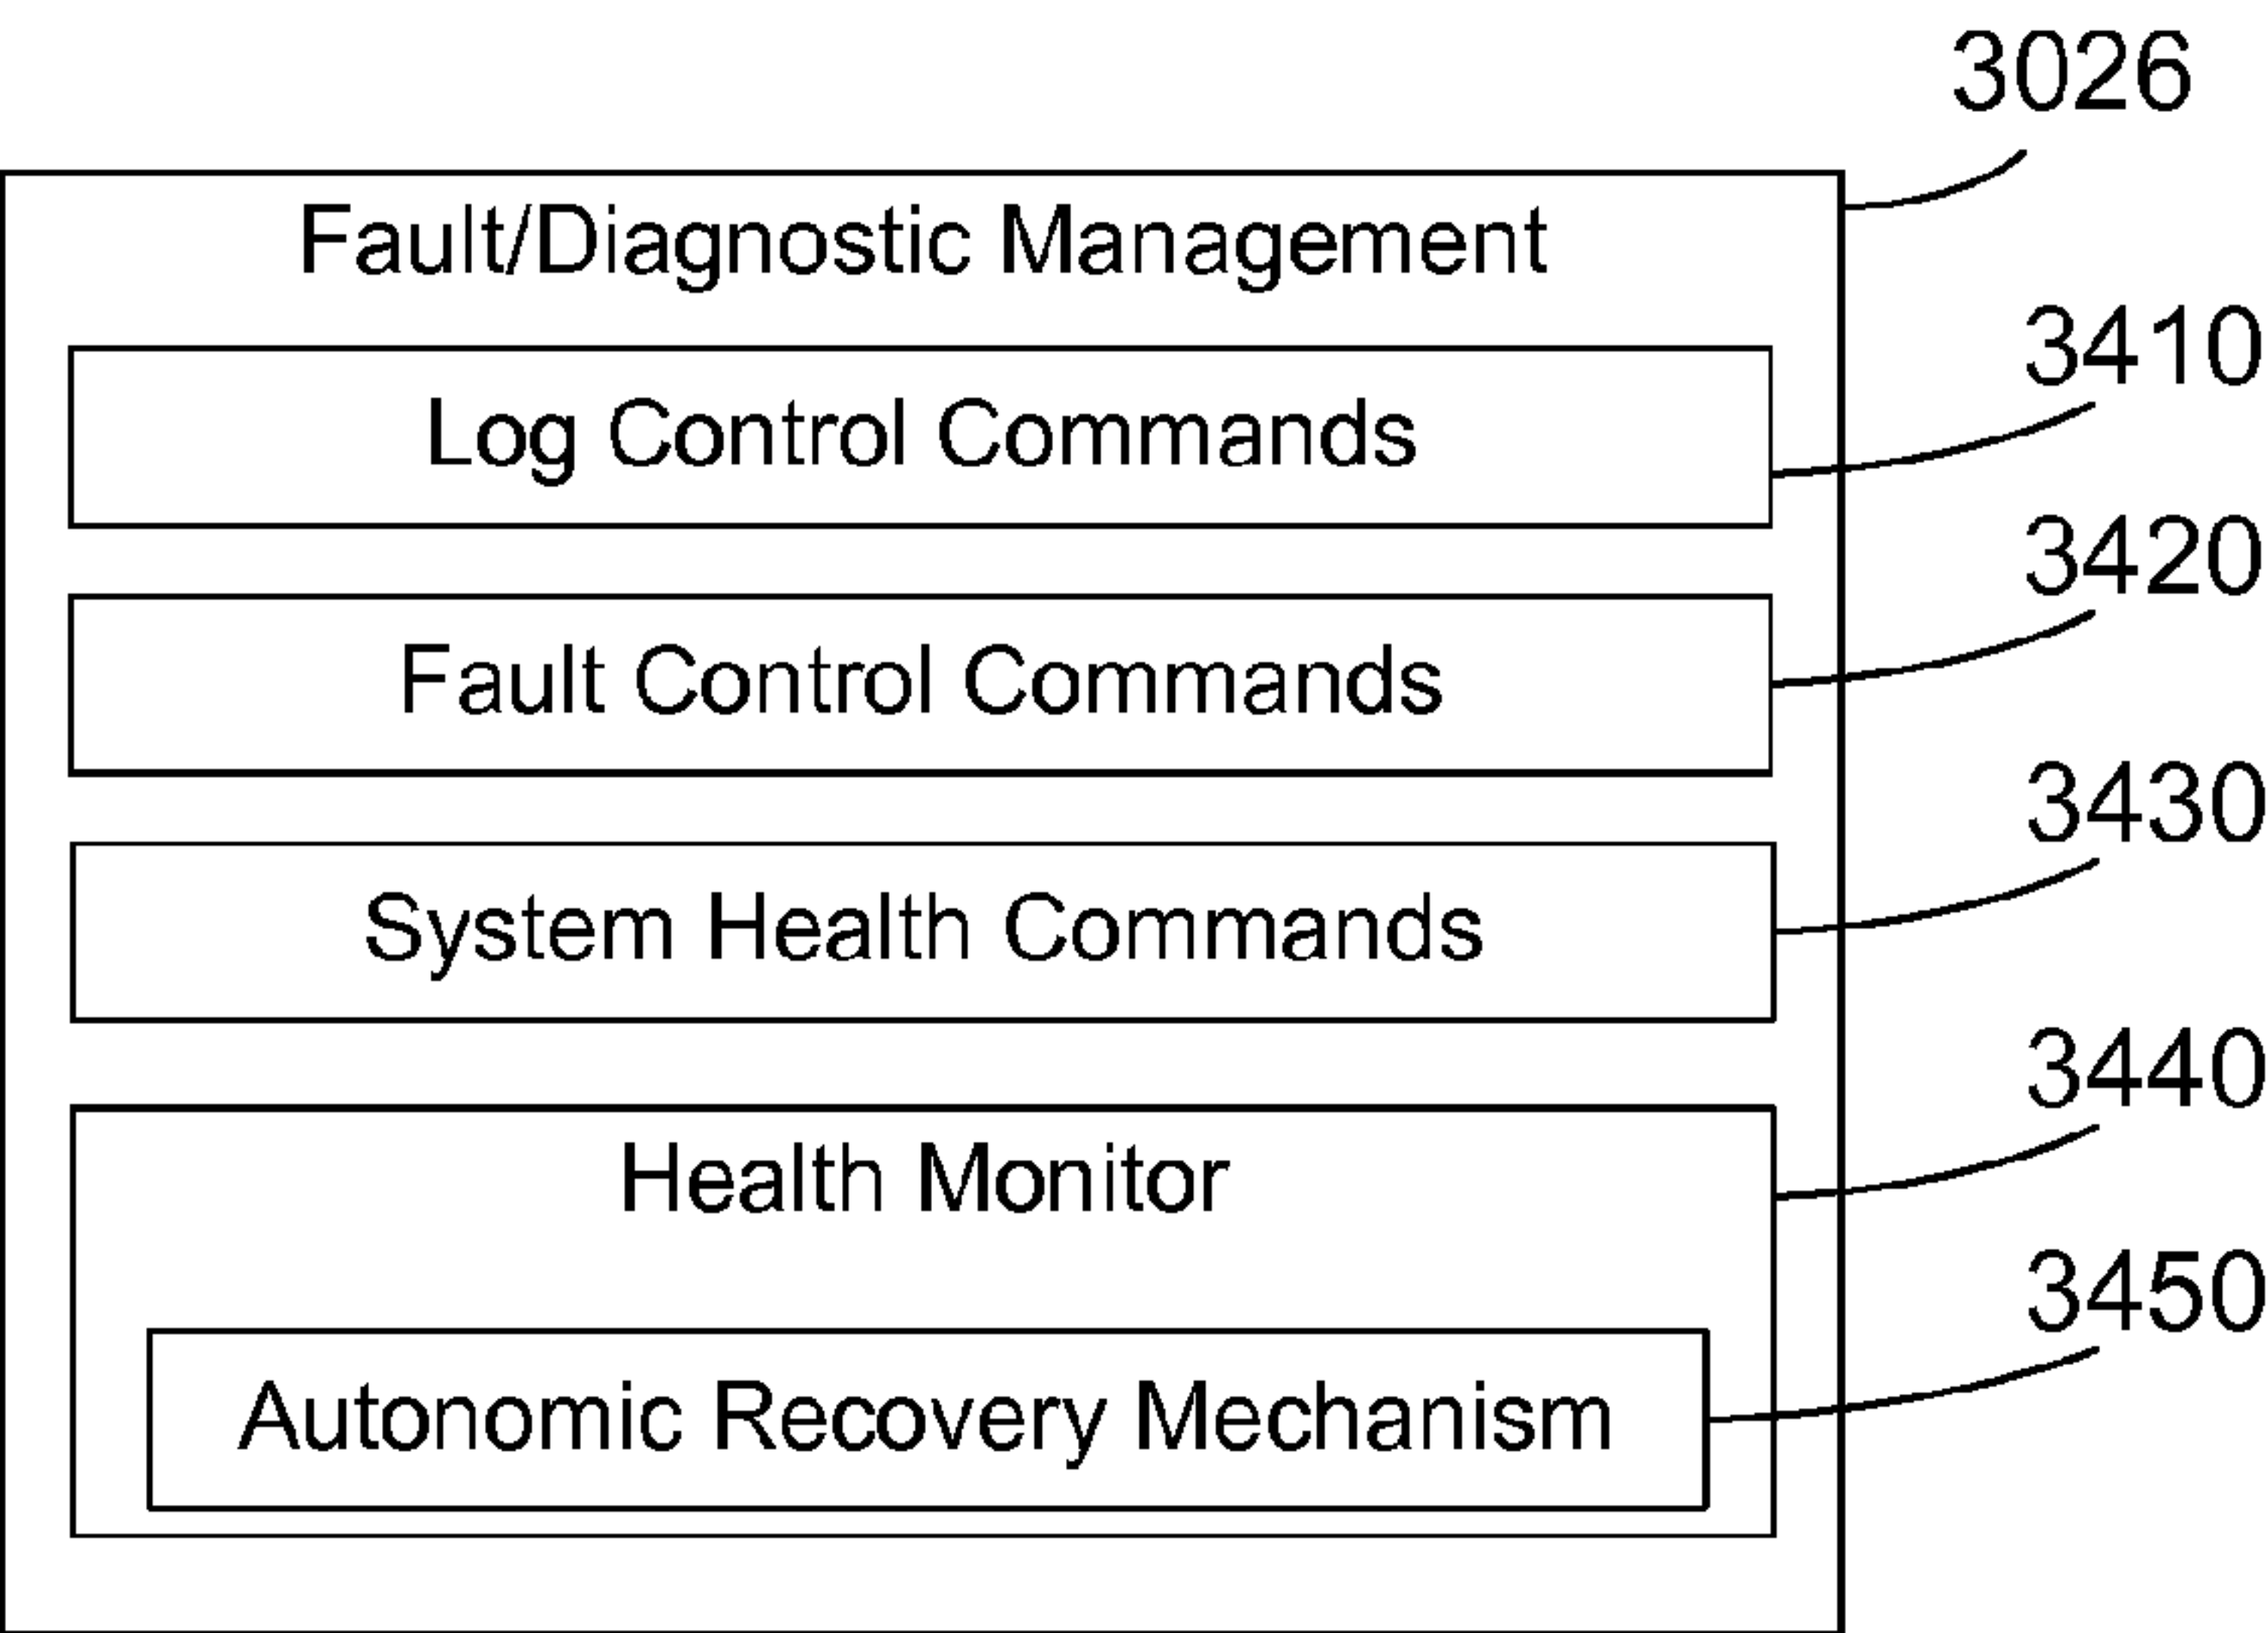 3026
Fault/Diagnostic Management
3410
Log Control Commands
3420
Fault Control Commands
3430
System Health Commands
3440
Health Monitor
3450
Autonomic Recovery Mechanism